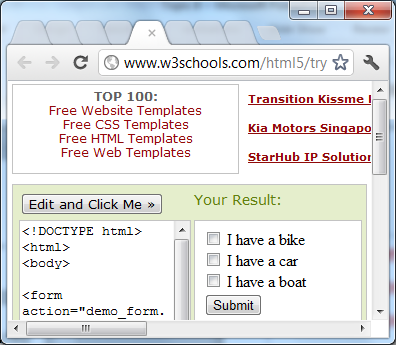 www.w3schools.com/html5/try
TOP 100:
Free Website Templates
Free CSS Templates
Free HTML Templates
Free Web Templates
Transition Kissme
Kia Motors Singapo
StarHub IP Solution
Edit and Click Me »
Your Result:
<!DOCTYPE html>
<html>
<body>
<form
action="demo_form.
I have a bike
I have a car
I have a boat
Submit